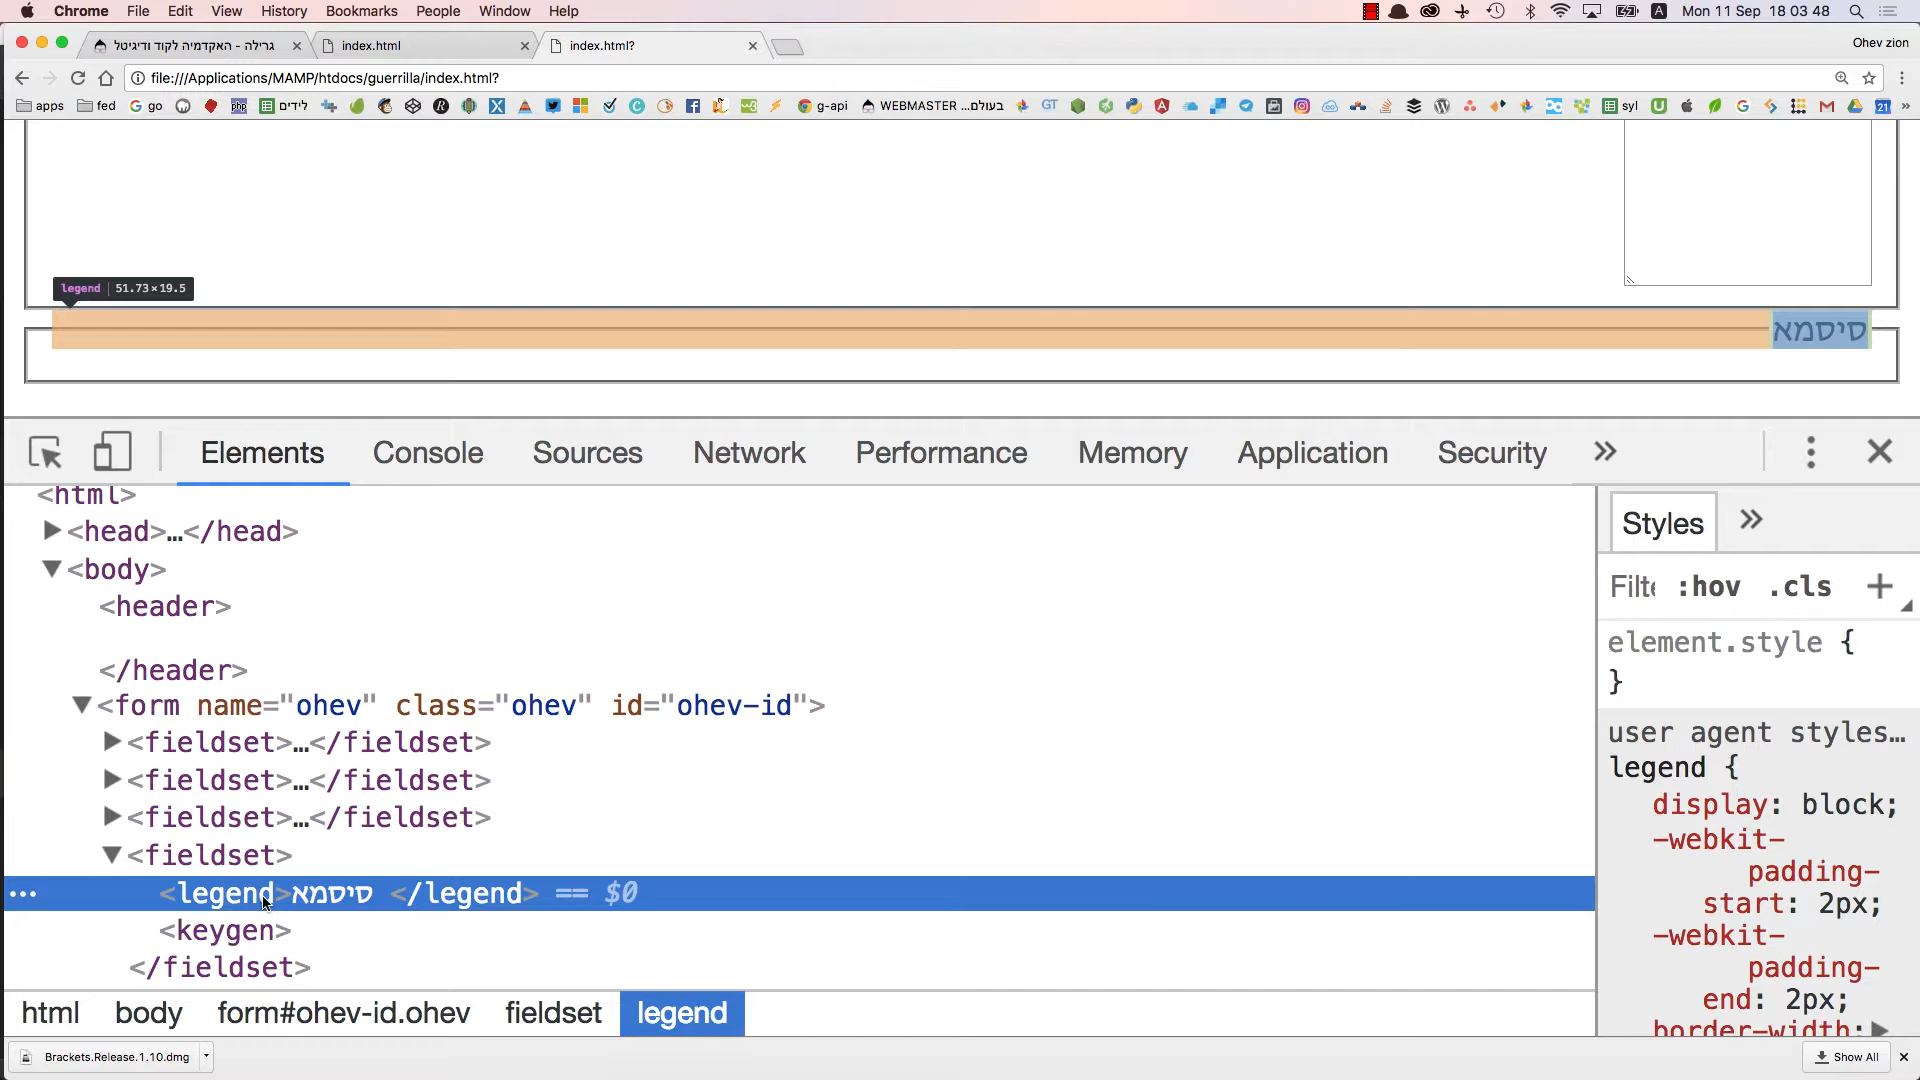 Chrome File Edit View History Bookmarks People Window Help Mon 11 Sep 18 03 48
גרילה - האקדמיה לקוד ודיגיטל index.html index.html? Ohev zion
file:///Applications/MAMP/htdocs/guerrilla/index.html?
apps fed go php לידים g-api WEBMASTER ...בעולם GT syl 21 »
legend 51.73×19.5
סיסמא
Elements Console Sources Network Performance Memory Application Security »
<html>
<head>…</head>
<body>
<header>
</header>
<form name="ohev" class="ohev" id="ohev-id">
<fieldset>…</fieldset>
<fieldset>…</fieldset>
<fieldset>…</fieldset>
<fieldset>
<legend>סיסמא </legend> == $0
<keygen>
</fieldset>
html body form#ohev-id.ohev fieldset legend
Styles »
Filte :hov .cls +
element.style {
}
user agent styles…
legend {
display: block;
-webkit-
padding-
start: 2px;
-webkit-
padding-
end: 2px;
border-width:
Brackets.Release.1.10.dmg Show All